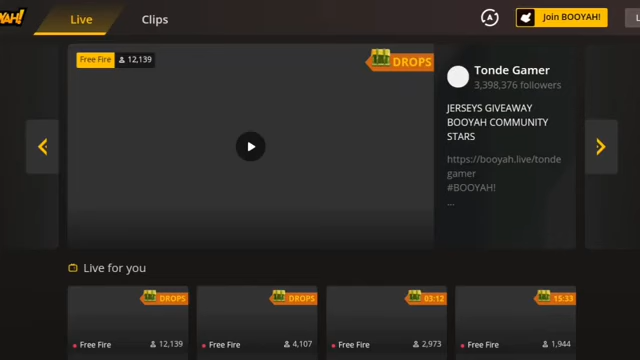 YAH!
Live
Clips
Join BOOYAH!
Free Fire
12,139
DROPS
Tonde Gamer
3,398,376 followers
JERSEYS GIVEAWAY
BOOYAH COMMUNITY
STARS
https://booyah.live/tonde
gamer
#BOOYAH!
...
Live for you
DROPS
DROPS
03:12
15:33
Free Fire
12,139
Free Fire
4,107
Free Fire
2,973
Free Fire
1,944